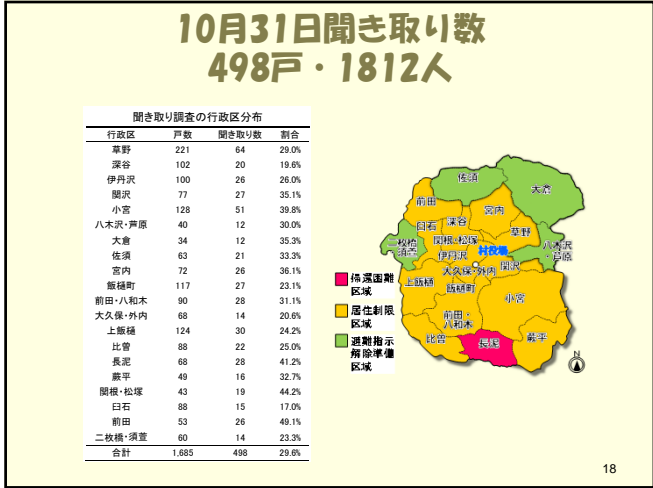 10月31日聞き取り数
498戸・1812人
聞き取り調査の行政区分布
行政区 戸数 聞き取り数 割合
草野 221 64 29.0%
深谷 102 20 19.6%
伊丹沢 100 26 26.0%
関沢 77 27 35.1%
小宮 128 51 39.8%
八木沢・芦原 40 12 30.0%
大倉 34 12 35.3%
佐須 63 21 33.3%
宮内 72 26 36.1%
飯樋町 117 27 23.1%
前田・八和木 90 28 31.1%
大久保・外内 68 14 20.6%
上飯樋 124 30 24.2%
比曽 88 22 25.0%
長泥 68 28 41.2%
蕨平 49 16 32.7%
関根・松塚 43 19 44.2%
臼石 88 15 17.0%
前田 53 26 49.1%
二枚橋・須萱 60 14 23.3%
合計 1,685 498 29.6%
佐須
大倉
前田
宮内
臼石
深谷
草野
二枚橋
須萱
関根・松塚
村役場
八木沢
・芦原
伊丹沢
関沢
大久保・外内
上飯樋
飯樋町
小宮
前田・
八和木
比曽
長泥
蕨平
帰還困難
区域
居住制限
区域
避難指示
解除準備
区域
N
18